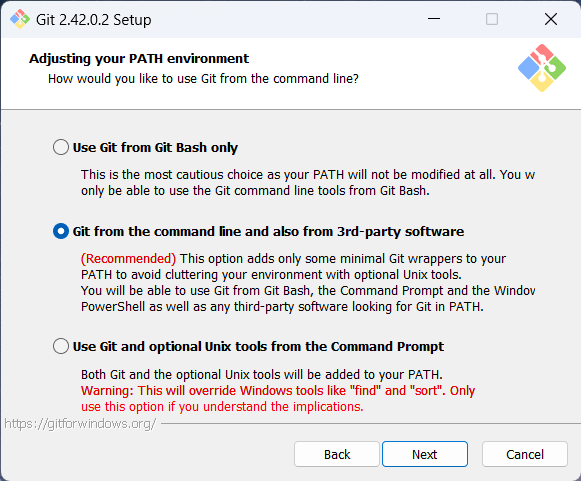 Git 2.42.0.2 Setup
Adjusting your PATH environment
How would you like to use Git from the command line?
Use Git from Git Bash only
This is the most cautious choice as your PATH will not be modified at all. You w
only be able to use the Git command line tools from Git Bash.
Git from the command line and also from 3rd-party software
(Recommended) This option adds only some minimal Git wrappers to your
PATH to avoid cluttering your environment with optional Unix tools.
You will be able to use Git from Git Bash, the Command Prompt and the Window
PowerShell as well as any third-party software looking for Git in PATH.
Use Git and optional Unix tools from the Command Prompt
Both Git and the optional Unix tools will be added to your PATH.
Warning: This will override Windows tools like "find" and "sort". Only
use this option if you understand the implications.
https://gitforwindows.org/
Back
Next
Cancel